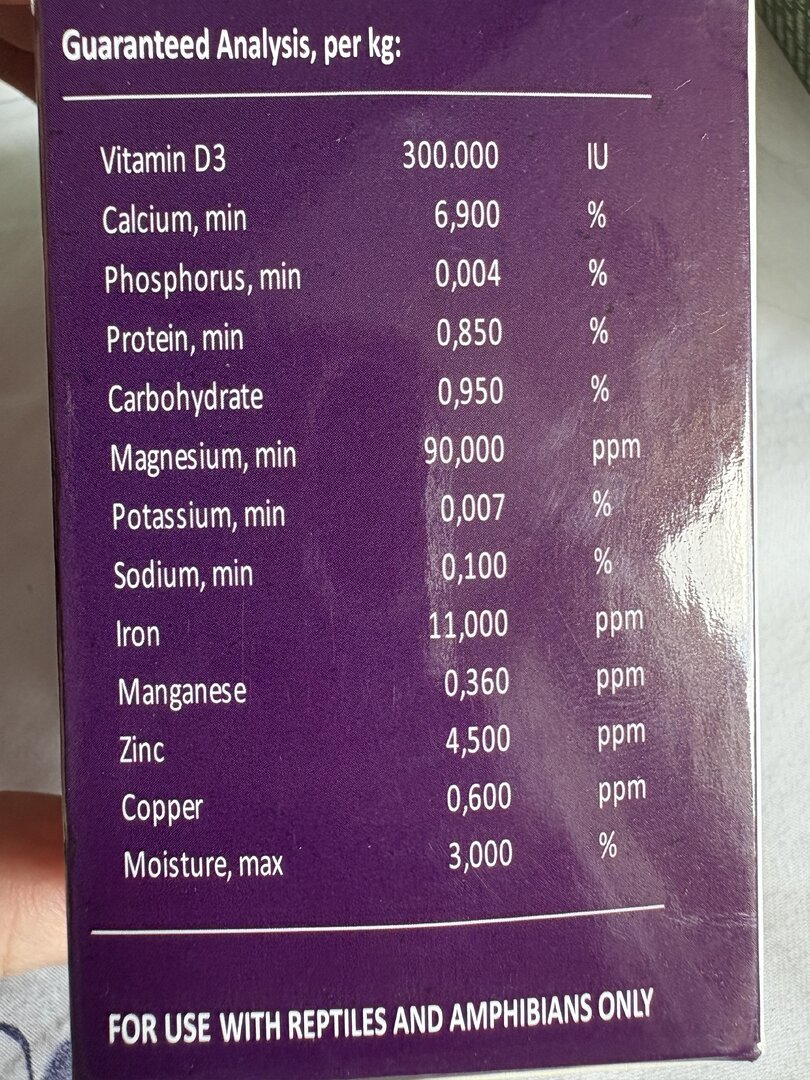 Guaranteed Analysis, per kg:
Vitamin D3 300.000 IU
Calcium, min 6,900 %
Phosphorus, min 0,004 %
Protein, min 0,850 %
Carbohydrate 0,950 %
Magnesium, min 90,000 ppm
Potassium, min 0,007 %
Sodium, min 0,100 %
Iron 11,000 ppm
Manganese 0,360 ppm
Zinc 4,500 ppm
Copper 0,600 ppm
Moisture, max 3,000 %
FOR USE WITH REPTILES AND AMPHIBIANS ONLY